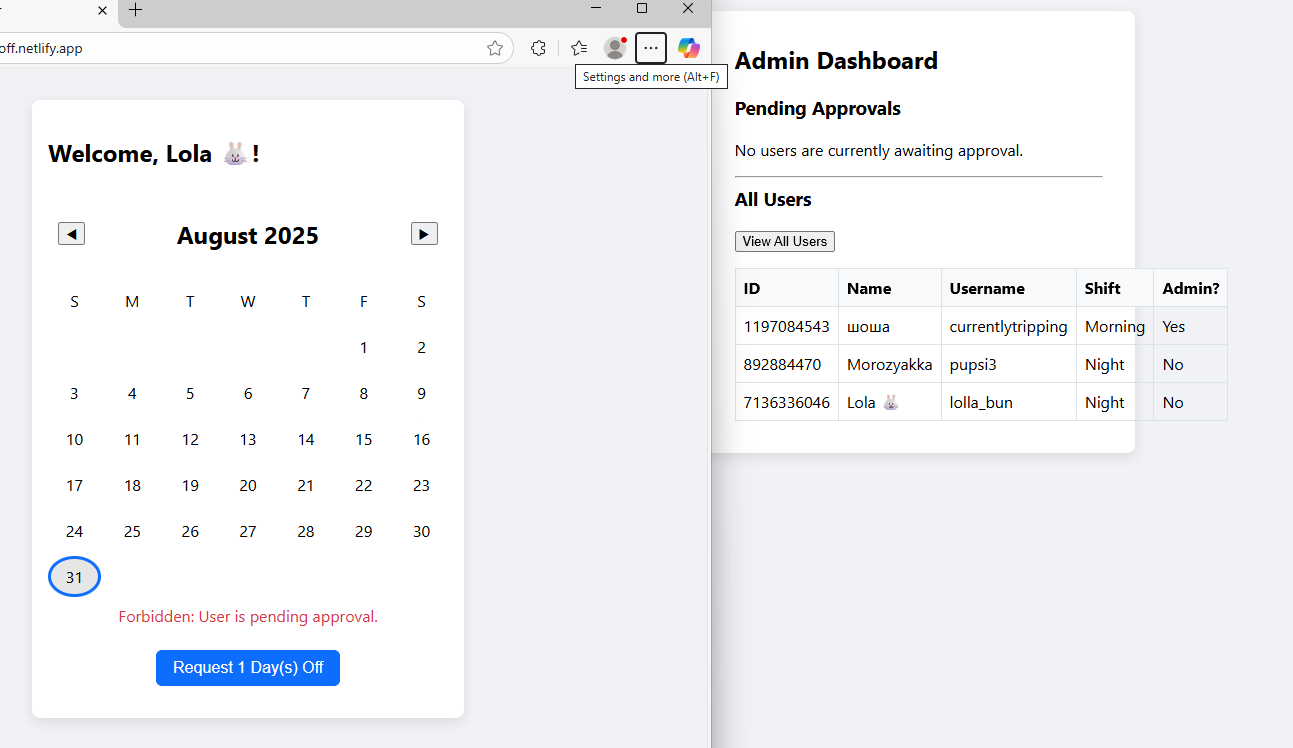 off.netlify.app
Settings and more (Alt+F)
Welcome, Lola 🐰!
◀ August 2025 ▶
S M T W T F S
1 2
3 4 5 6 7 8 9
10 11 12 13 14 15 16
17 18 19 20 21 22 23
24 25 26 27 28 29 30
31
Forbidden: User is pending approval.
Request 1 Day(s) Off
Admin Dashboard
Pending Approvals
No users are currently awaiting approval.
All Users
View All Users
ID Name Username Shift Admin?
1197084543 шоша currentlytripping Morning Yes
892884470 Morozyakka pupsi3 Night No
7136336046 Lola 🐰 lolla_bun Night No